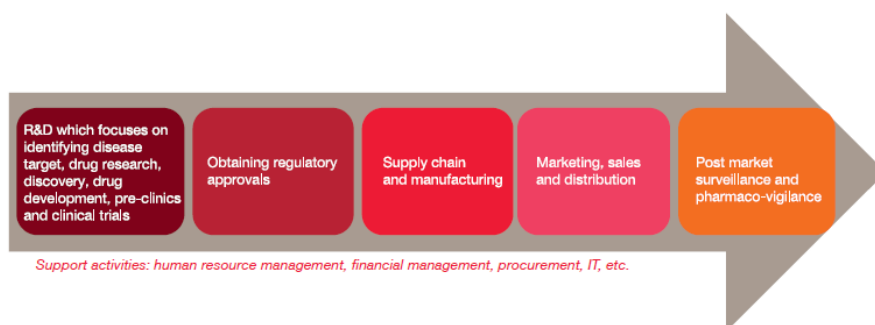 R&D which focuses on
identifying disease
target, drug research,
discovery, drug
development, pre-clinics
and clinical trials
Obtaining regulatory
approvals
Supply chain
and manufacturing
Marketing, sales
and distribution
Post market
surveillance and
pharmaco-vigilance
Support activities: human resource management, financial management, procurement, IT, etc.